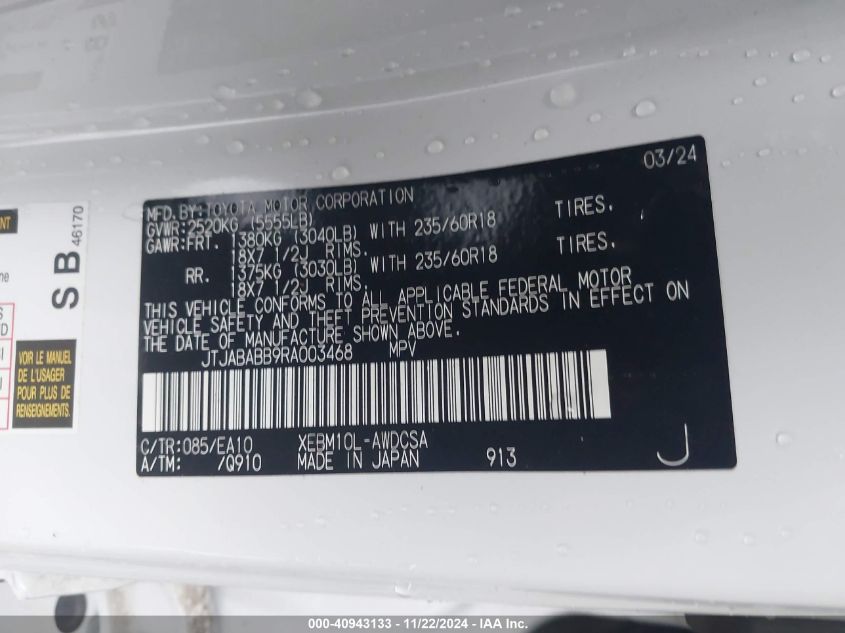 03/24
MFD.BY:TOYOTA MOTOR CORPORATION
GVWR:2520KG (5555LB)
GAWR:FRT. 1380KG (3040LB) WITH 235/60R18 TIRES.
18X7 1/2J RIMS.
RR. 1375KG (3030LB) WITH 235/60R18 TIRES.
18X7 1/2J RIMS.
THIS VEHICLE CONFORMS TO ALL APPLICABLE FEDERAL MOTOR
VEHICLE SAFETY AND THEFT PREVENTION STANDARDS IN EFFECT ON
THE DATE OF MANUFACTURE SHOWN ABOVE.
JTJABABB9RA003468 MPV
C/TR:085/EA10 XEBM10L-AWDCSA
A/TM: /Q910 MADE IN JAPAN 913 J
SB 46170
VOIR LE MANUEL
DE L'USAGER
POUR PLUS DE
RENSEIGNEMENTS.
000-40943133 - 11/22/2024 - IAA Inc.